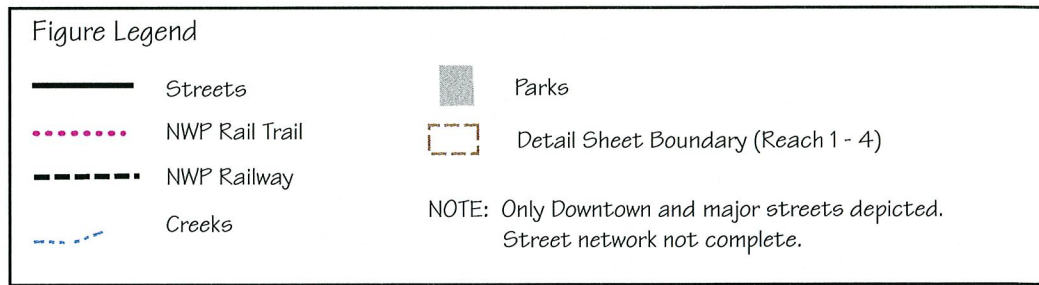 Figure Legend
Streets
NWP Rail Trail
NWP Railway
Creeks
Parks
Detail Sheet Boundary (Reach 1 - 4)
NOTE: Only Downtown and major streets depicted.
Street network not complete.